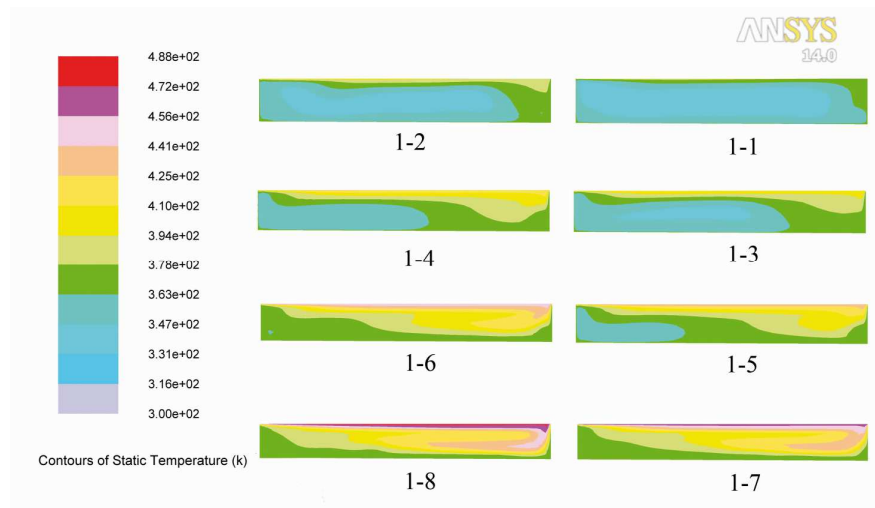 ANSYS
14.0
4.88e+02
4.72e+02
4.56e+02
4.41e+02
4.25e+02
4.10e+02
3.94e+02
3.78e+02
3.63e+02
3.47e+02
3.31e+02
3.16e+02
3.00e+02
Contours of Static Temperature (k)
1-2
1-1
1-4
1-3
1-6
1-5
1-8
1-7